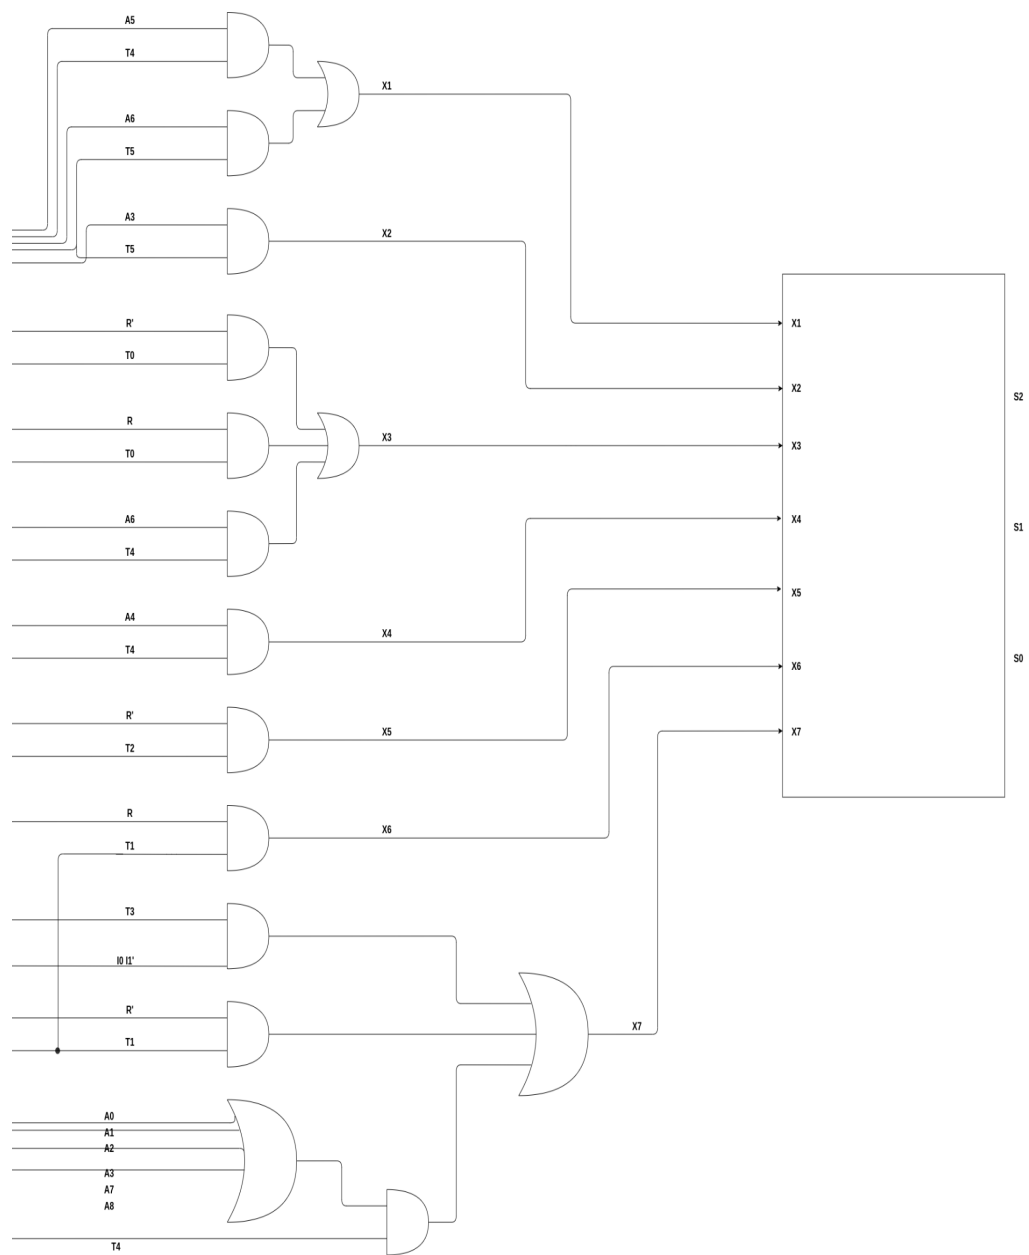 A5
T4
X1
A6
T5
A3
X2
T5
R'
T0
X1
X2
S2
R
X3
X3
T0
A6
X4
S1
T4
X5
A4
X4
T4
S0
X6
R'
X5
X7
T2
R
X6
T1
T3
I0 I1'
R'
X7
T1
A0
A1
A2
A3
A7
A8
T4